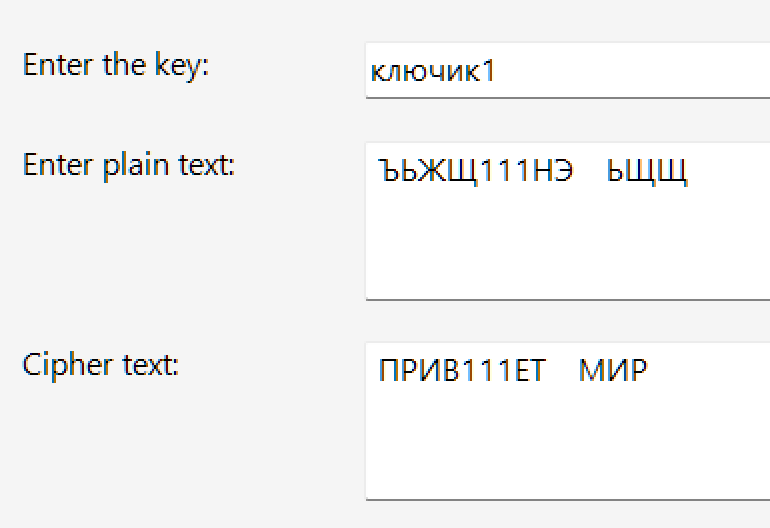 Enter the key:
ключик1
Enter plain text:
ЪЬЖЩ111НЭ    ЬЩЩ
Cipher text:
ПРИВ111ЕТ    МИР